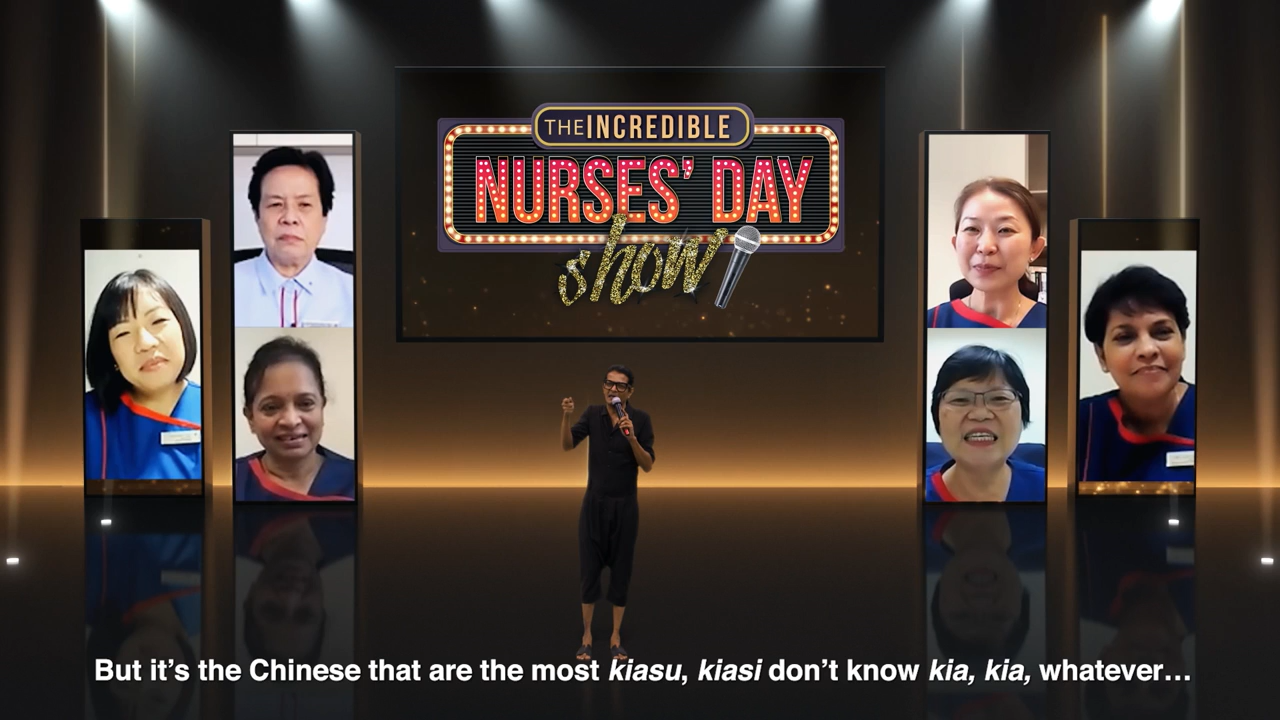 THE INCREDIBLE
NURSES' DAY
show
But it's the Chinese that are the most kiasu, kiasi don't know kia, kia, whatever…